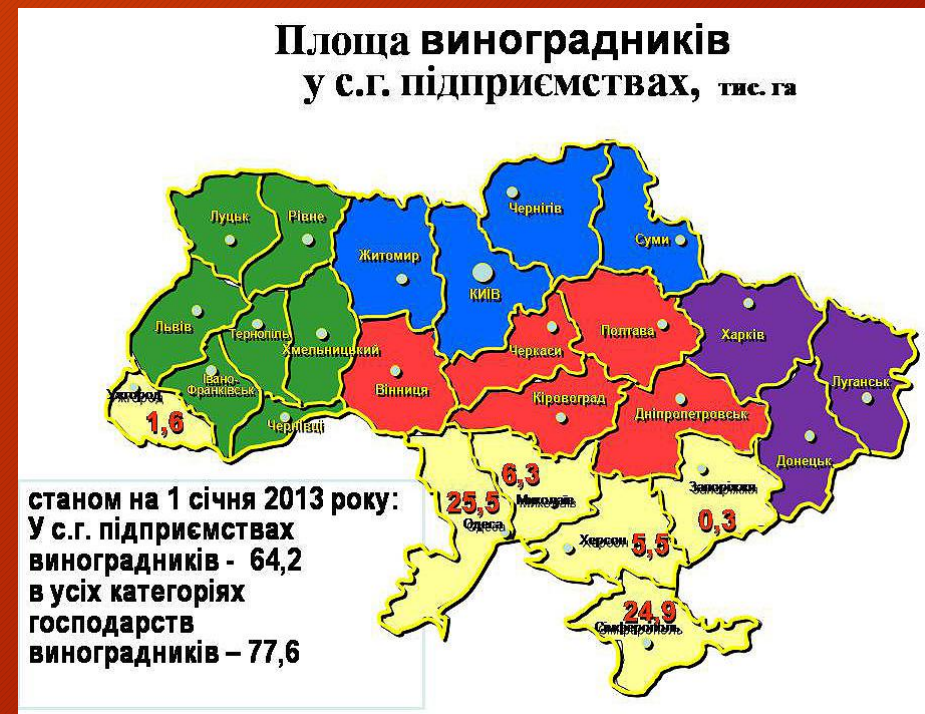 Площа виноградників
у с.г. підприємствах, тис. га
Луцьк
Рівне
Житомир
Чернігів
Суми
КИЇВ
Львів
Тернопіль
Хмельницький
Івано-
Франківськ
Ужгород
1,6
Чернівці
Вінниця
Черкаси
Полтава
Харків
Кіровоград
Дніпропетровськ
Луганськ
Донецьк
25,5
Одеса
6,3
Миколаїв
Херсон 5,5
Запоріжжя
0,3
24,9
Сімферополь
станом на 1 січня 2013 року:
У с.г. підприємствах
виноградників - 64,2
в усіх категоріях
господарств
виноградників – 77,6